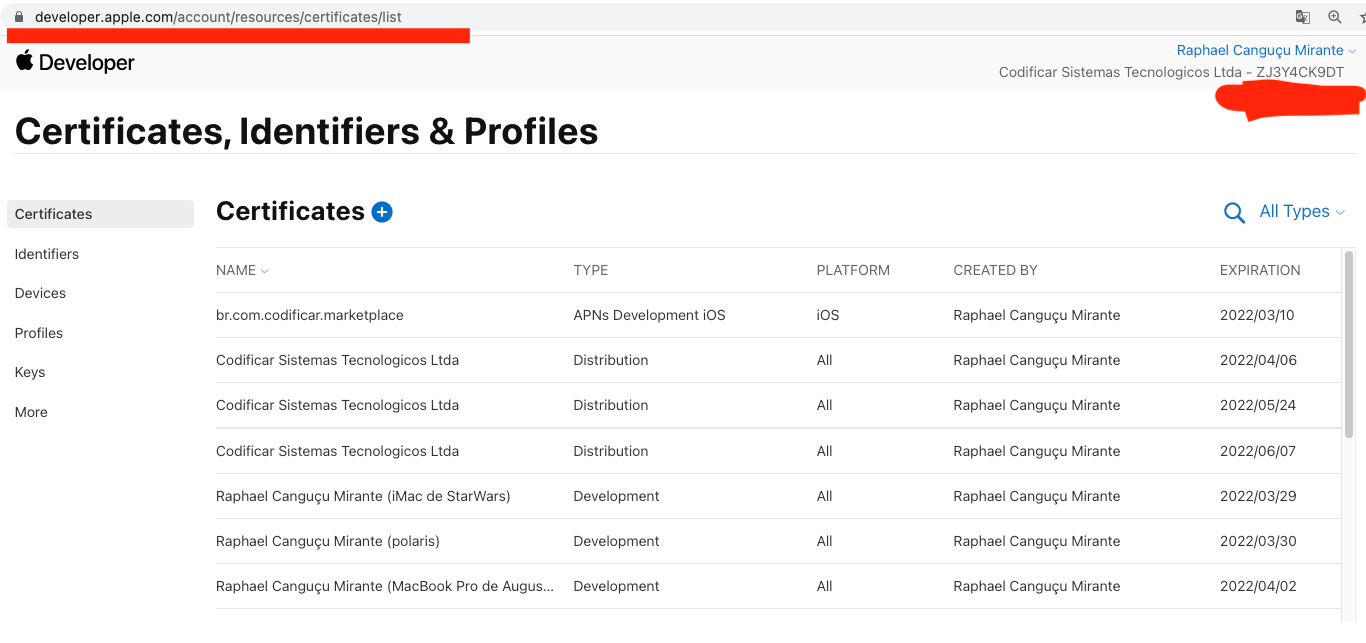 developer.apple.com/account/resources/certificates/list
Developer
Raphael Canguçu Mirante
Codificar Sistemas Tecnologicos Ltda - ZJ3Y4CK9DT
Certificates, Identifiers & Profiles
Certificates
Identifiers
Devices
Profiles
Keys
More
Certificates
All Types
NAME TYPE PLATFORM CREATED BY EXPIRATION
br.com.codificar.marketplace APNs Development iOS iOS Raphael Canguçu Mirante 2022/03/10
Codificar Sistemas Tecnologicos Ltda Distribution All Raphael Canguçu Mirante 2022/04/06
Codificar Sistemas Tecnologicos Ltda Distribution All Raphael Canguçu Mirante 2022/05/24
Codificar Sistemas Tecnologicos Ltda Distribution All Raphael Canguçu Mirante 2022/06/07
Raphael Canguçu Mirante (iMac de StarWars) Development All Raphael Canguçu Mirante 2022/03/29
Raphael Canguçu Mirante (polaris) Development All Raphael Canguçu Mirante 2022/03/30
Raphael Canguçu Mirante (MacBook Pro de Augus... Development All Raphael Canguçu Mirante 2022/04/02